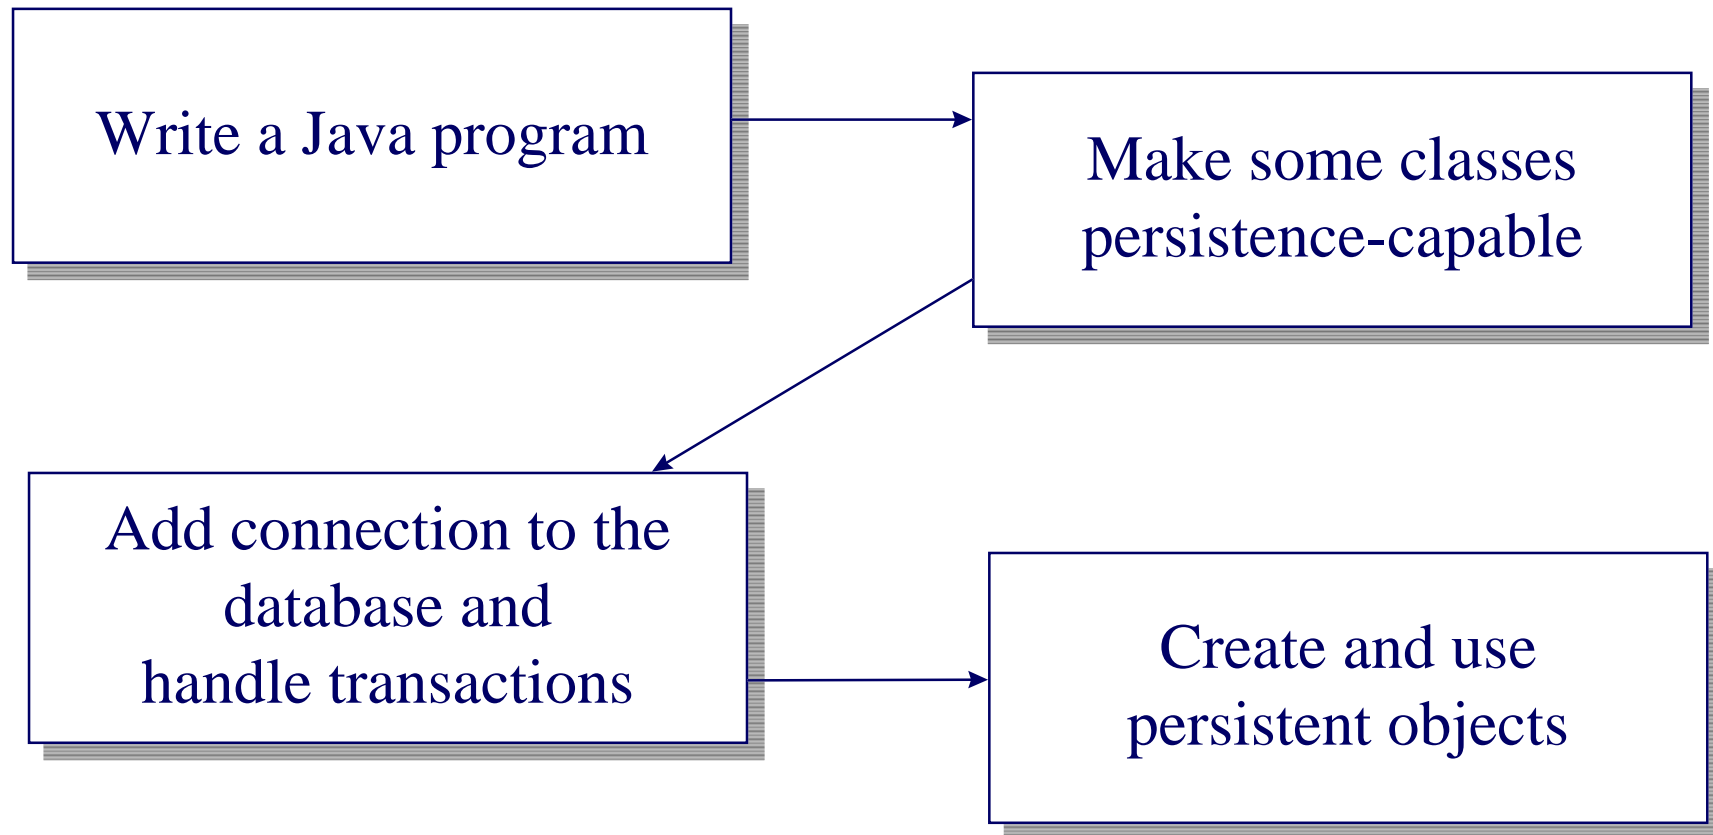 Write a Java program
Make some classes
persistence-capable
Add connection to the
database and
handle transactions
Create and use
persistent objects